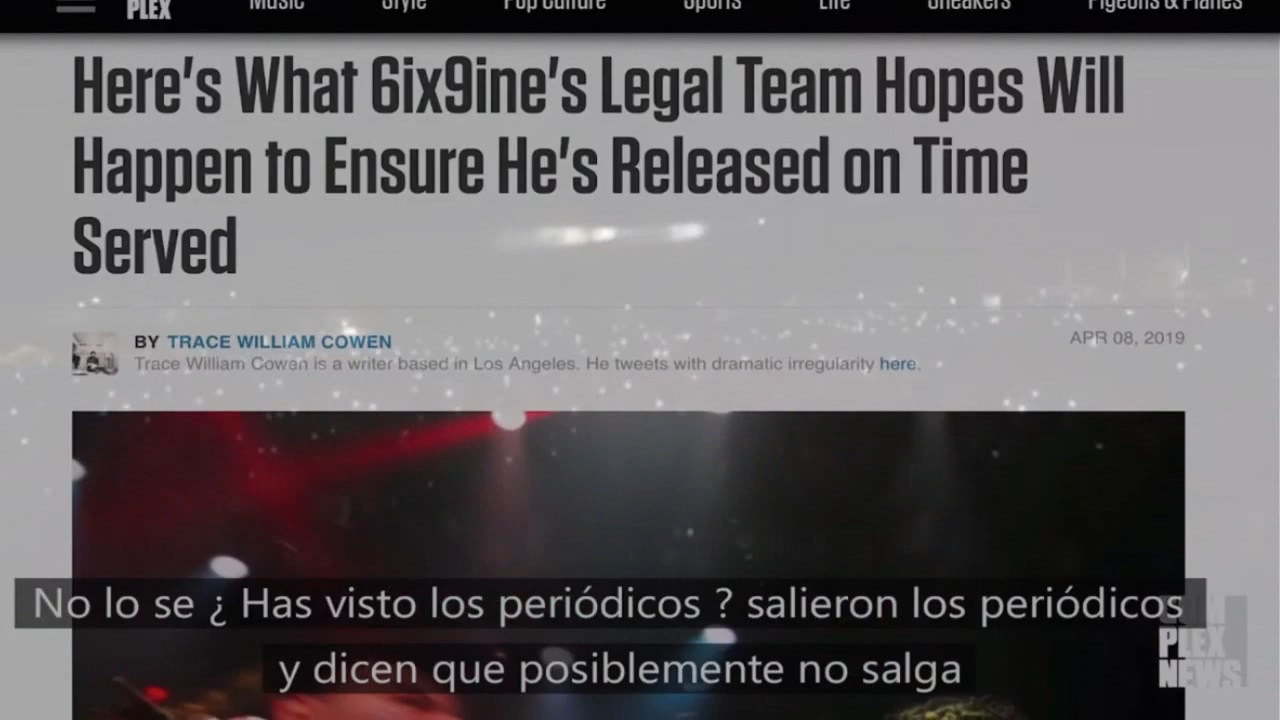 PLEX Music Style Pop Culture Sports Life Sneakers Pigeons & Planes
Here's What 6ix9ine's Legal Team Hopes Will
Happen to Ensure He's Released on Time
Served
BY TRACE WILLIAM COWEN
APR 08, 2019
Trace William Cowen is a writer based in Los Angeles. He tweets with dramatic irregularity here.
No lo se ¿ Has visto los periódicos ? salieron los periódicos
y dicen que posiblemente no salga
PLEX
NEWS